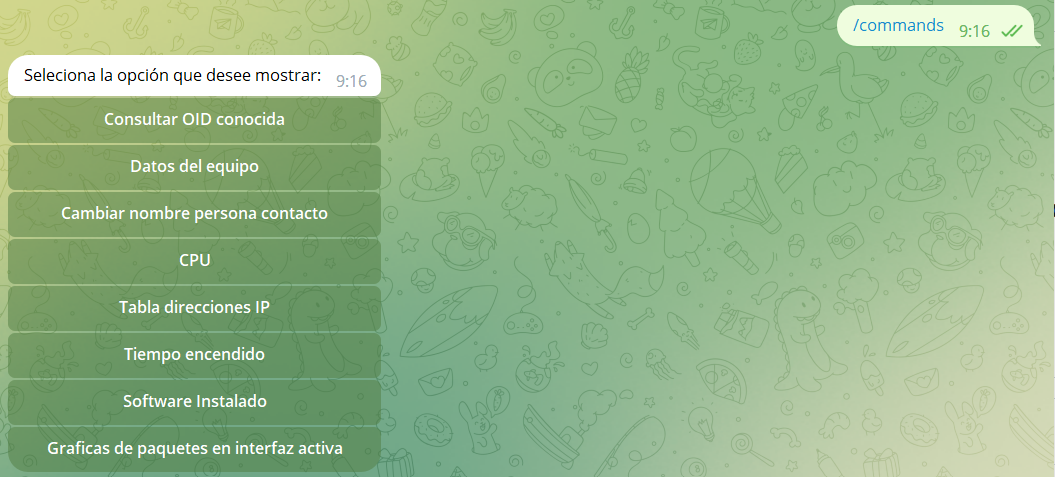 /commands 9:16
Seleciona la opción que desee mostrar: 9:16
Consultar OID conocida
Datos del equipo
Cambiar nombre persona contacto
CPU
Tabla direcciones IP
Tiempo encendido
Software Instalado
Graficas de paquetes en interfaz activa